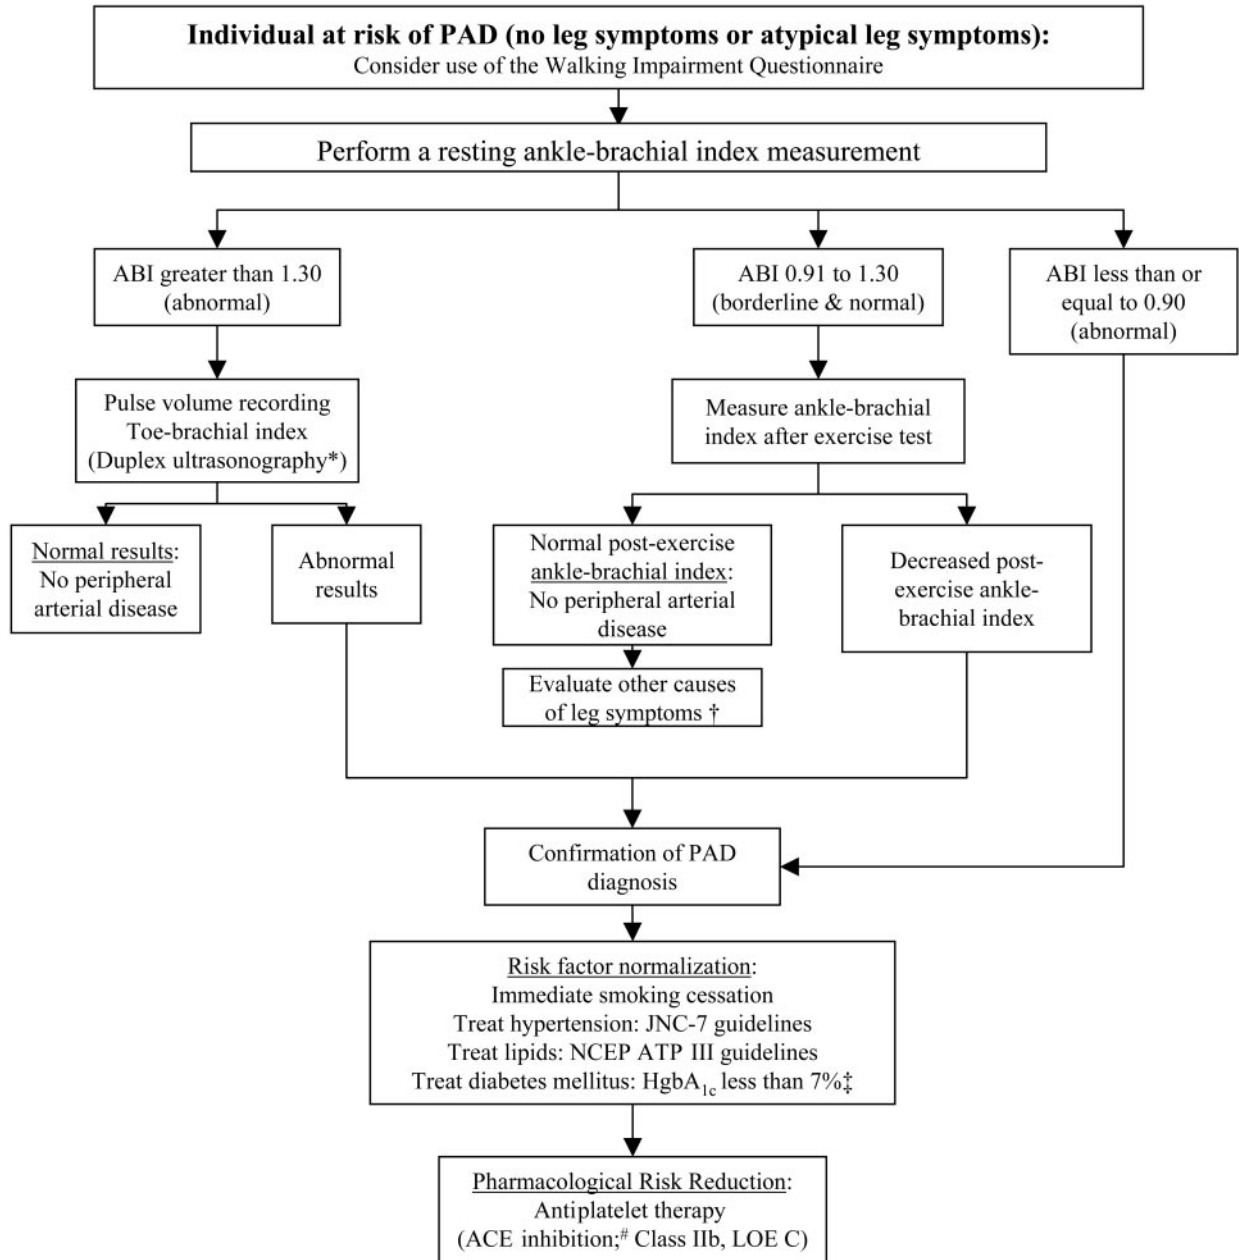 Individual at risk of PAD (no leg symptoms or atypical leg symptoms):
Consider use of the Walking Impairment Questionnaire
Perform a resting ankle-brachial index measurement
ABI greater than 1.30
(abnormal)
ABI 0.91 to 1.30
(borderline & normal)
ABI less than or
equal to 0.90
(abnormal)
Pulse volume recording
Toe-brachial index
(Duplex ultrasonography*)
Measure ankle-brachial
index after exercise test
Normal results:
No peripheral
arterial disease
Abnormal
results
Normal post-exercise
ankle-brachial index:
No peripheral arterial
disease
Decreased post-
exercise ankle-
brachial index
Evaluate other causes
of leg symptoms †
Confirmation of PAD
diagnosis
Risk factor normalization:
Immediate smoking cessation
Treat hypertension: JNC-7 guidelines
Treat lipids: NCEP ATP III guidelines
Treat diabetes mellitus: HgbA1c less than 7%‡
Pharmacological Risk Reduction:
Antiplatelet therapy
(ACE inhibition;# Class IIb, LOE C)